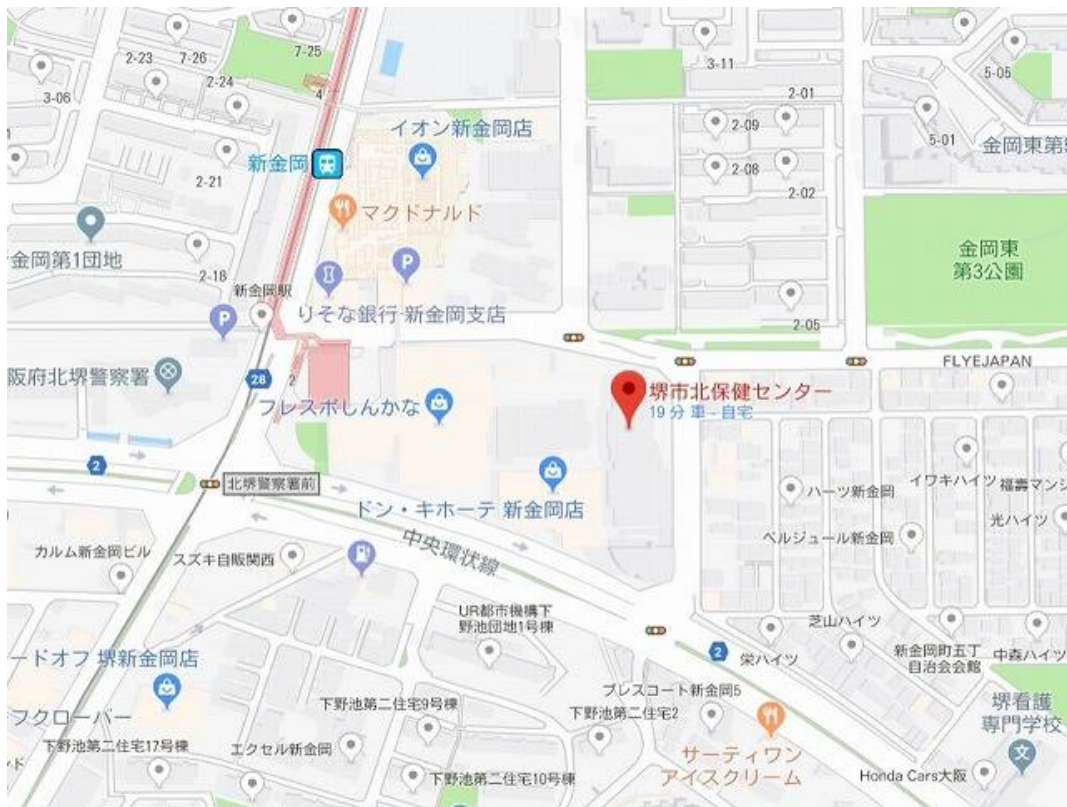 2-23
7-26
7-25
2-24
3-06
4
3-11
2-01
5-05
2-09
5-01
イオン新金岡店
新金岡
2-08
2-02
2-21
マクドナルド
金岡第1団地
2-18
新金岡駅
りそな銀行 新金岡支店
2-05
金岡東
第3公園
阪府北堺警察署
28
2
フレスポしんかな
FLYEJAPAN
堺市北保健センター
19 分 車 - 自宅
2
北堺警察署前
ドン・キホーテ 新金岡店
中央環状線
ハーツ新金岡
イワキハイツ
福壽マンシ
光ハイツ
ベルジュール新金岡
カルム新金岡ビル
スズキ自販関西
UR都市機構下
野池団地1号棟
芝山ハイツ
2
栄ハイツ
新金岡町五丁
自治会会館
中森ハイツ
ードオフ 堺新金岡店
フクローバー
下野池第二住宅17号棟
下野池第二住宅9号棟
エクセル新金岡
下野池第二住宅10号棟
ブレスコート新金岡5
下野池第二住宅2
サーティワン
アイスクリーム
堺看護
専門学校
Honda Cars大阪